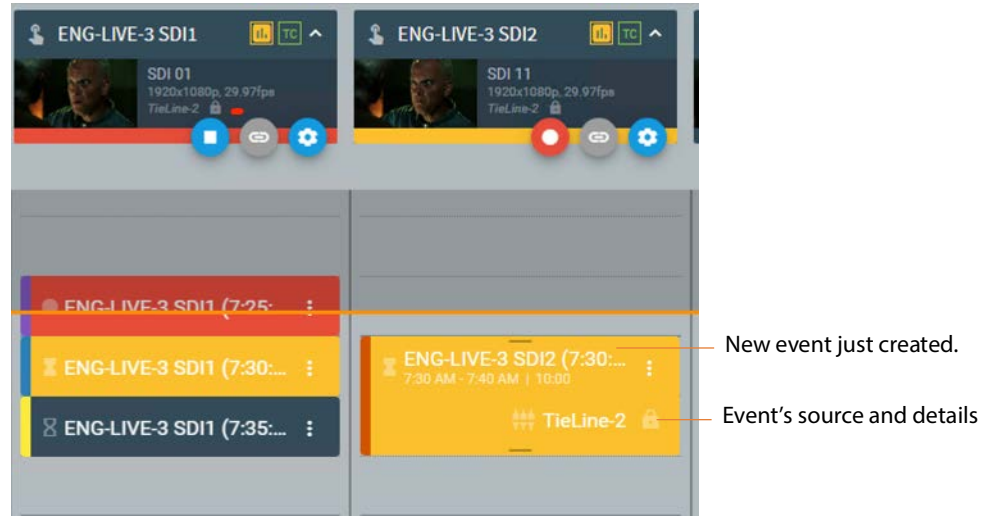 ENG-LIVE-3 SDI1
TC
SDI 01
1920x1080p, 29.97fps
TieLine-2
ENG-LIVE-3 SDI2
TC
SDI 11
1920x1080p, 29.97fps
TieLine-2
ENG-LIVE-3 SDI1 (7:25:
ENG-LIVE-3 SDI1 (7:30:...
ENG-LIVE-3 SDI1 (7:35:...
ENG-LIVE-3 SDI2 (7:30:...
7:30 AM - 7:40 AM | 10:00
TieLine-2
New event just created.
Event’s source and details